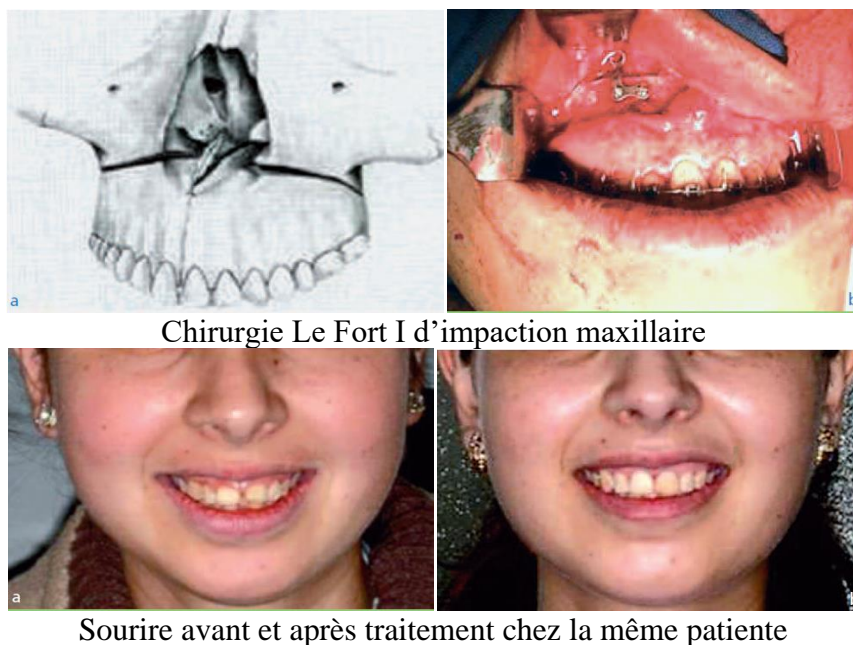 a
b
Chirurgie Le Fort I d’impaction maxillaire
a
Sourire avant et après traitement chez la même patiente